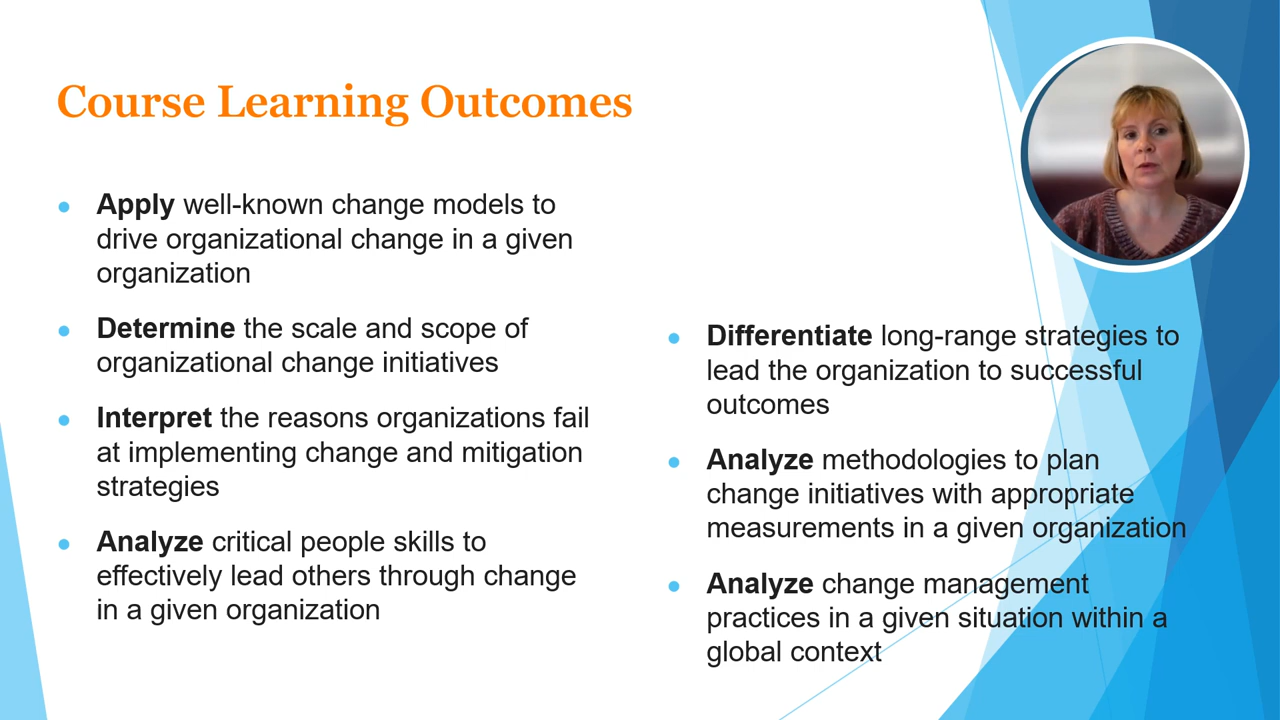 Course Learning Outcomes
● Apply well-known change models to
drive organizational change in a given
organization
● Determine the scale and scope of
organizational change initiatives
● Interpret the reasons organizations fail
at implementing change and mitigation
strategies
● Analyze critical people skills to
effectively lead others through change
in a given organization
● Differentiate long-range strategies to
lead the organization to successful
outcomes
● Analyze methodologies to plan
change initiatives with appropriate
measurements in a given organization
● Analyze change management
practices in a given situation within a
global context